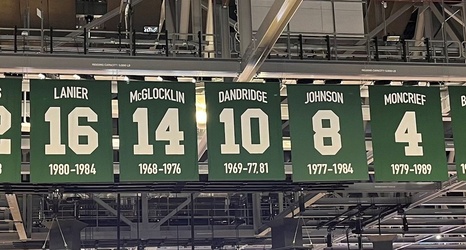 LANIER
16
1980-1984
McGLOCKLIN
14
1968-1976
DANDRIDGE
10
1969-77,81
JOHNSON
8
1977-1984
MONCRIEF
4
1979-1989